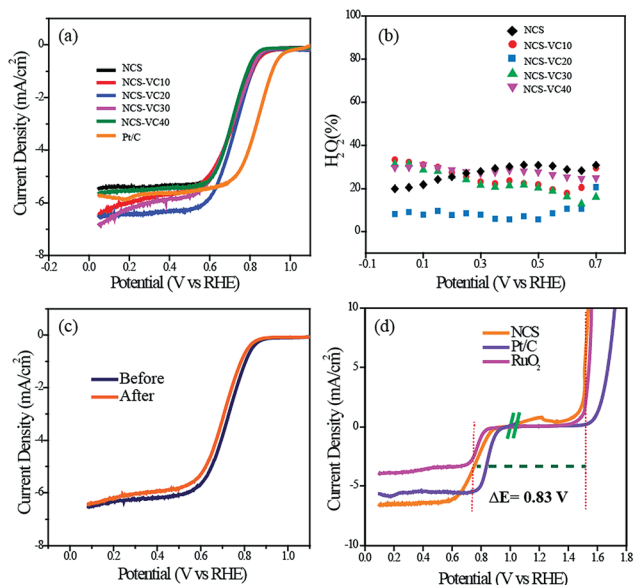 (a)
NCS
NCS-VC10
NCS-VC20
NCS-VC30
NCS-VC40
Pt/C
Current Density (mA/cm²)
0
-2
-4
-6
-8
-0.2 0.0 0.2 0.4 0.6 0.8 1.0
Potential (V vs RHE)
(b)
NCS
NCS-VC10
NCS-VC20
NCS-VC30
NCS-VC40
H₂O₂(%)
100
80
60
40
20
0
-0.1 0.1 0.3 0.5 0.7
Potential (V vs RHE)
(c)
Before
After
Current Density (mA/cm²)
0
-2
-4
-6
-8
0.0 0.2 0.4 0.6 0.8 1.0
Potential (V vs RHE)
(d)
NCS
Pt/C
RuO₂
ΔE= 0.83 V
Current Density (mA/cm²)
10
5
0
-5
-10
0.0 0.2 0.4 0.6 0.8 1.0 1.2 1.4 1.6 1.8
Potential (V vs RHE)